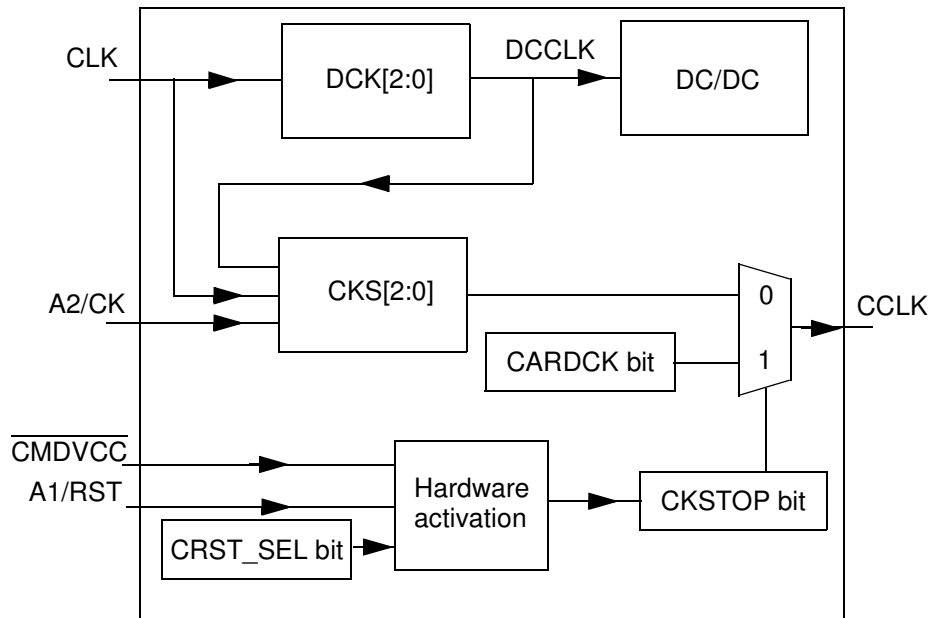 CLK
DCK[2:0]
DCCLK
DC/DC
A2/CK
CKS[2:0]
0
CCLK
CARDCK bit
1
CMDVCC
A1/RST
Hardware
activation
CKSTOP bit
CRST_SEL bit